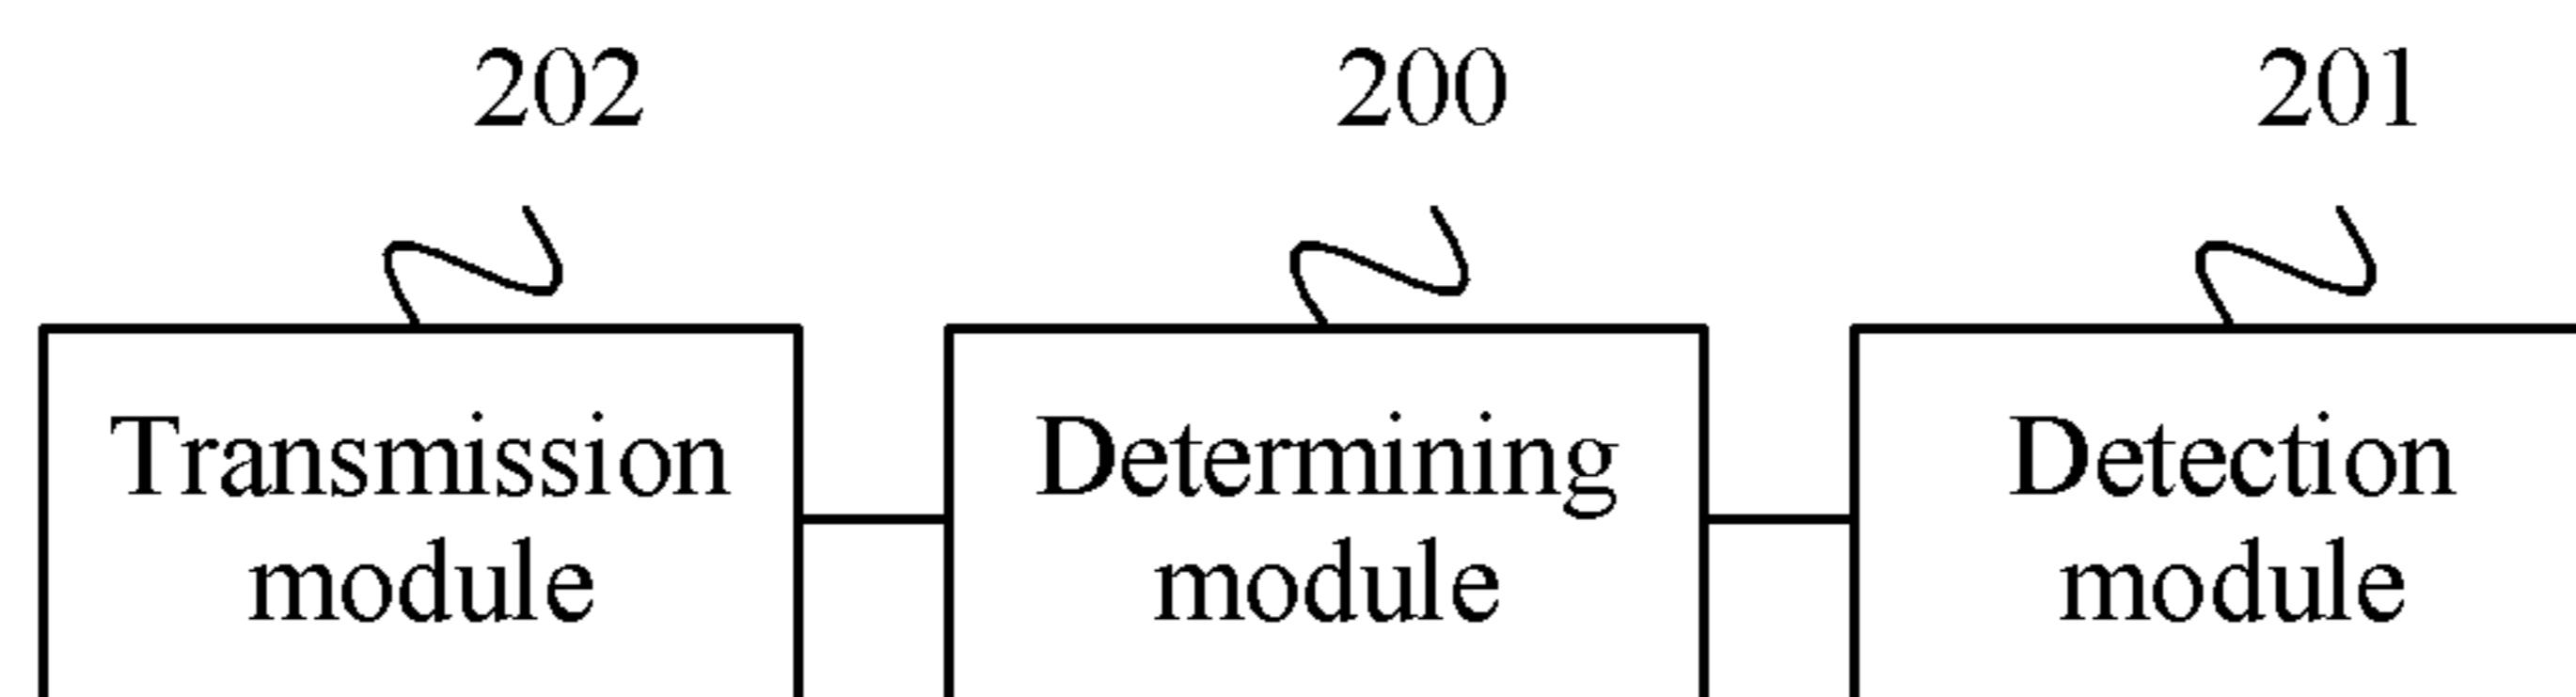 202
200
201
Transmission
module
Determining
module
Detection
module